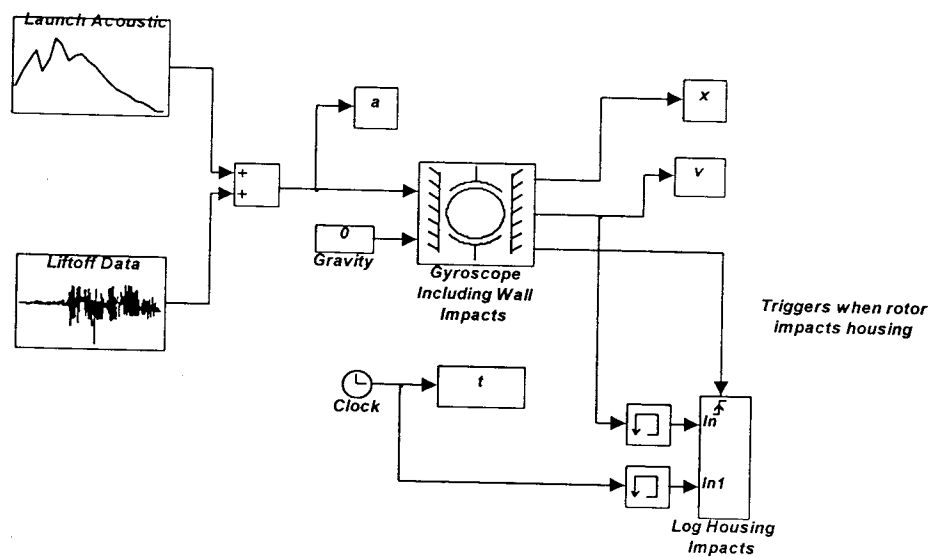 Launch Acoustic
a
x
+
+
v
0
Gravity
Liftoff Data
Gyroscope
Including Wall
Impacts
Triggers when rotor
impacts housing
t
Clock
In
In1
Log Housing
Impacts